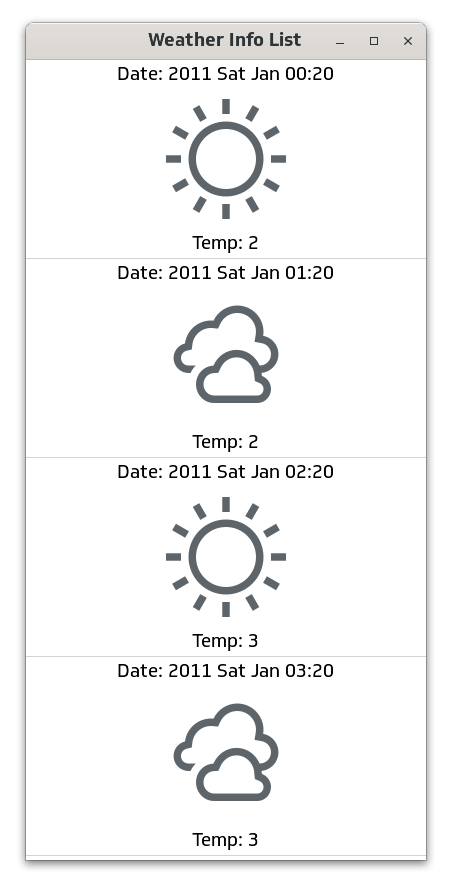 Weather Info List
Date: 2011 Sat Jan 00:20
Temp: 2
Date: 2011 Sat Jan 01:20
Temp: 2
Date: 2011 Sat Jan 02:20
Temp: 3
Date: 2011 Sat Jan 03:20
Temp: 3